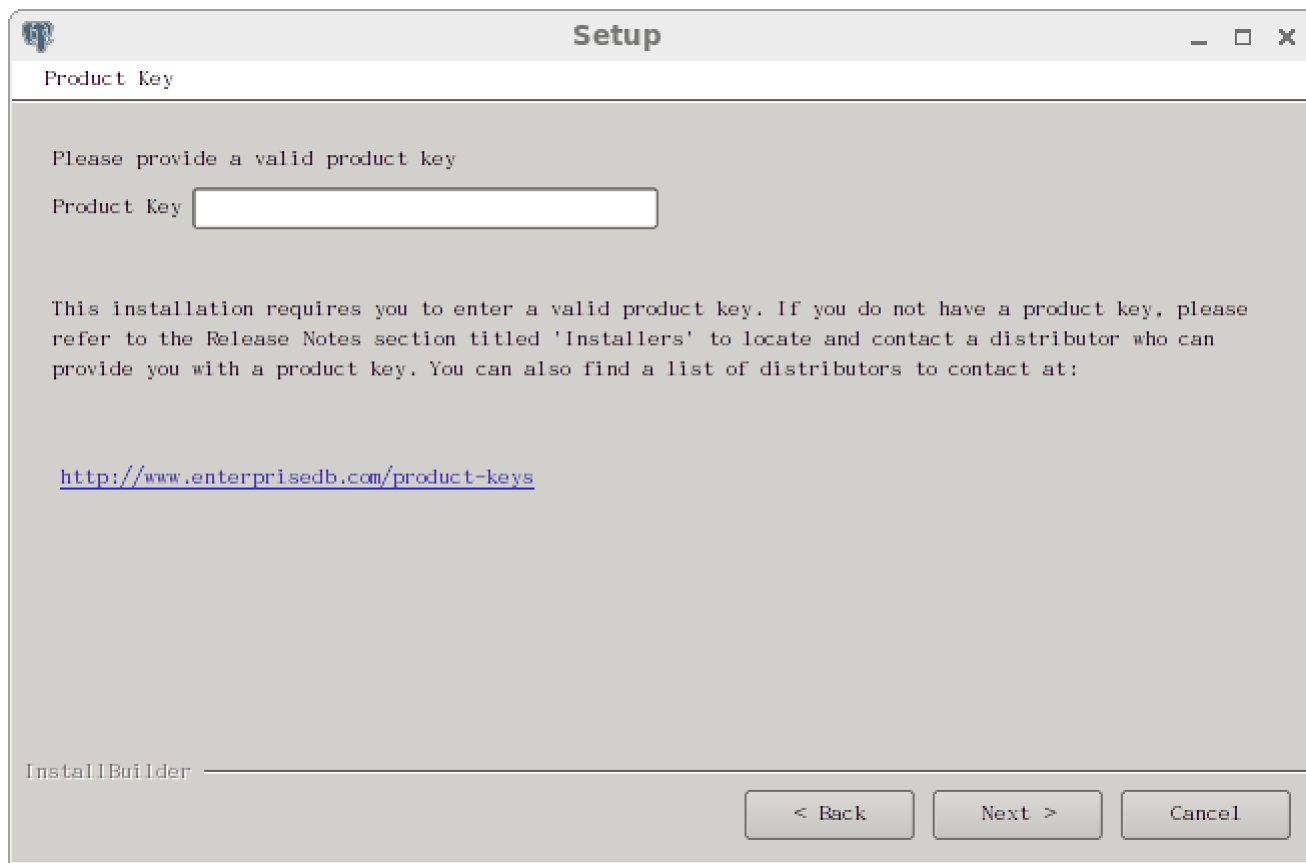 Setup
Product Key
Please provide a valid product key
Product Key
This installation requires you to enter a valid product key. If you do not have a product key, please
refer to the Release Notes section titled 'Installers' to locate and contact a distributor who can
provide you with a product key. You can also find a list of distributors to contact at:
http://www.enterprisedb.com/product-keys
InstallBuilder
< Back Next > Cancel